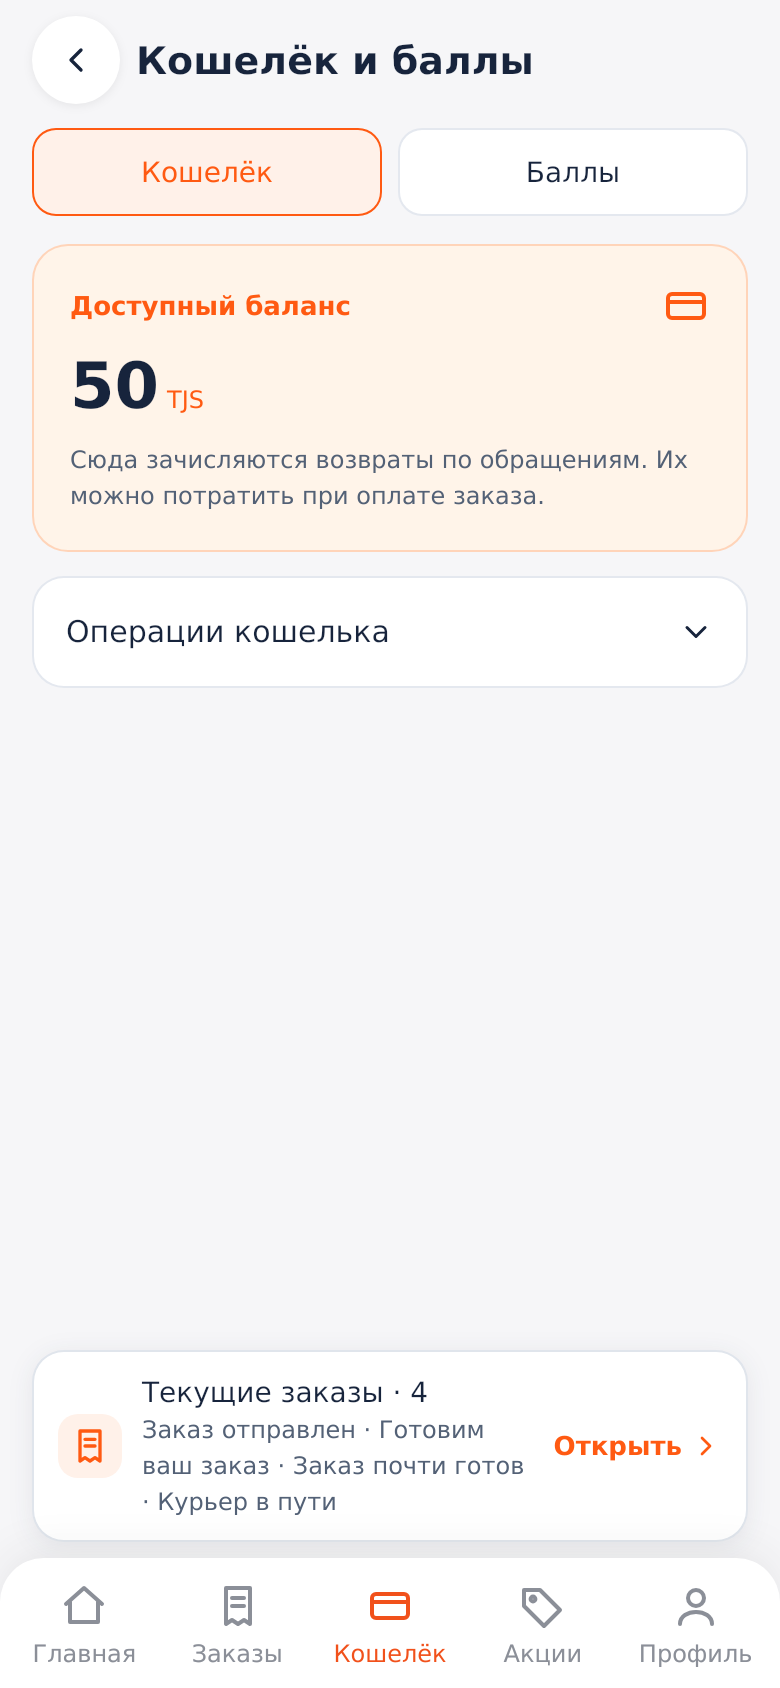 Кошелёк и баллы
Кошелёк
Баллы
Доступный баланс
50 TJS
Сюда зачисляются возвраты по обращениям. Их
можно потратить при оплате заказа.
Операции кошелька
Текущие заказы · 4
Заказ отправлен · Готовим
ваш заказ · Заказ почти готов
· Курьер в пути
Открыть
Главная
Заказы
Кошелёк
Акции
Профиль